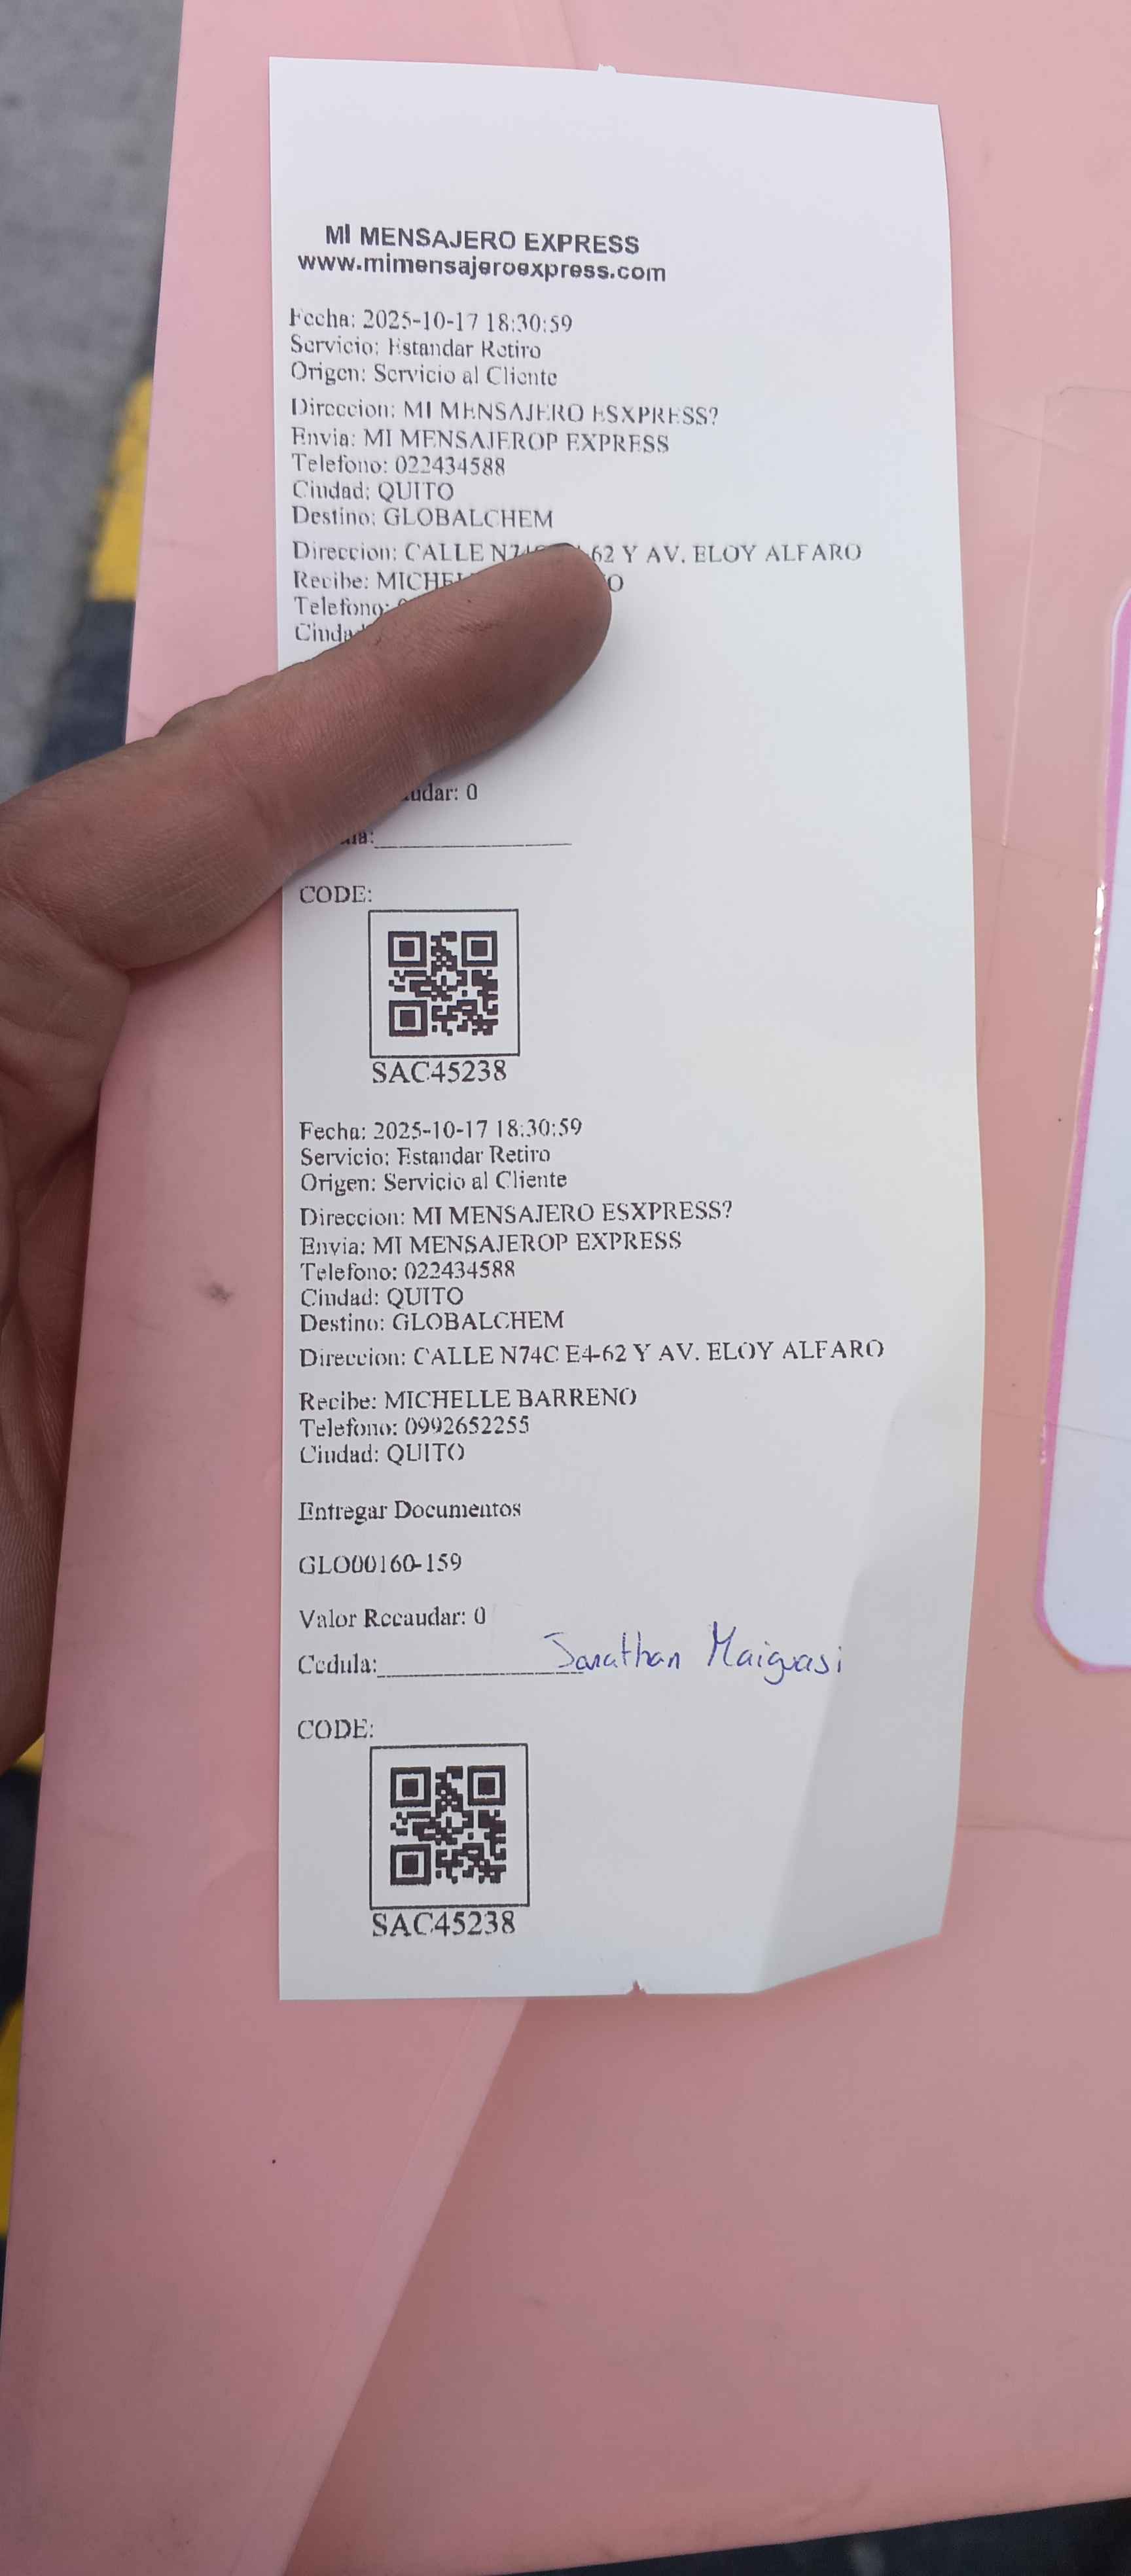 MI MENSAJERO EXPRESS
www.mimensajeroexpress.com
Fecha: 2025-10-17 18:30:59
Servicio: Estandar Retiro
Origen: Servicio al Cliente
Direccion: MI MENSAJERO ESXPRESS?
Envia: MI MENSAJEROP EXPRESS
Telefono: 022434588
Ciudad: QUITO
Destino: GLOBALCHEM
Direccion: CALLE 62 Y AV. ELOY ALFARO
Recibe:
Telefono:
0
CODE:
SAC45238
Fecha: 2025-10-17 18:30:59
Servicio: Estandar Retiro
Origen: Servicio al Cliente
Direccion: MI MENSAJERO ESXPRESS?
Envia: MI MENSAJEROP EXPRESS
Telefono: 022434588
Ciudad: QUITO
Destino: GLOBALCHEM
Direccion: CALLE N74C E4-62 Y AV. ELOY ALFARO
Recibe: MICHELLE BARRENO
Telefono: 0992652255
Ciudad: QUITO
Entregar Documentos
GLO00160-159
Valor Recaudar: 0
Cedula: Jonathan Maiguasi
CODE:
SAC45238